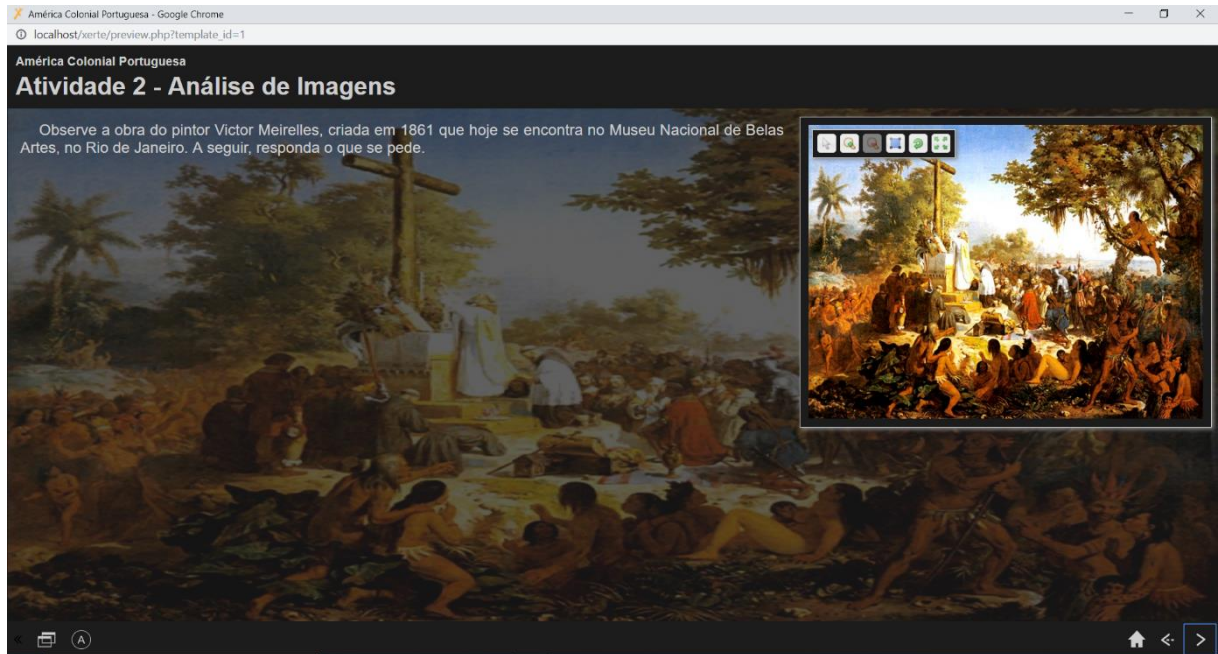 América Colonial Portuguesa - Google Chrome
localhost/xerte/preview.php?template_id=1
América Colonial Portuguesa
Atividade 2 - Análise de Imagens
Observe a obra do pintor Victor Meirelles, criada em 1861 que hoje se encontra no Museu Nacional de Belas
Artes, no Rio de Janeiro. A seguir, responda o que se pede.
A